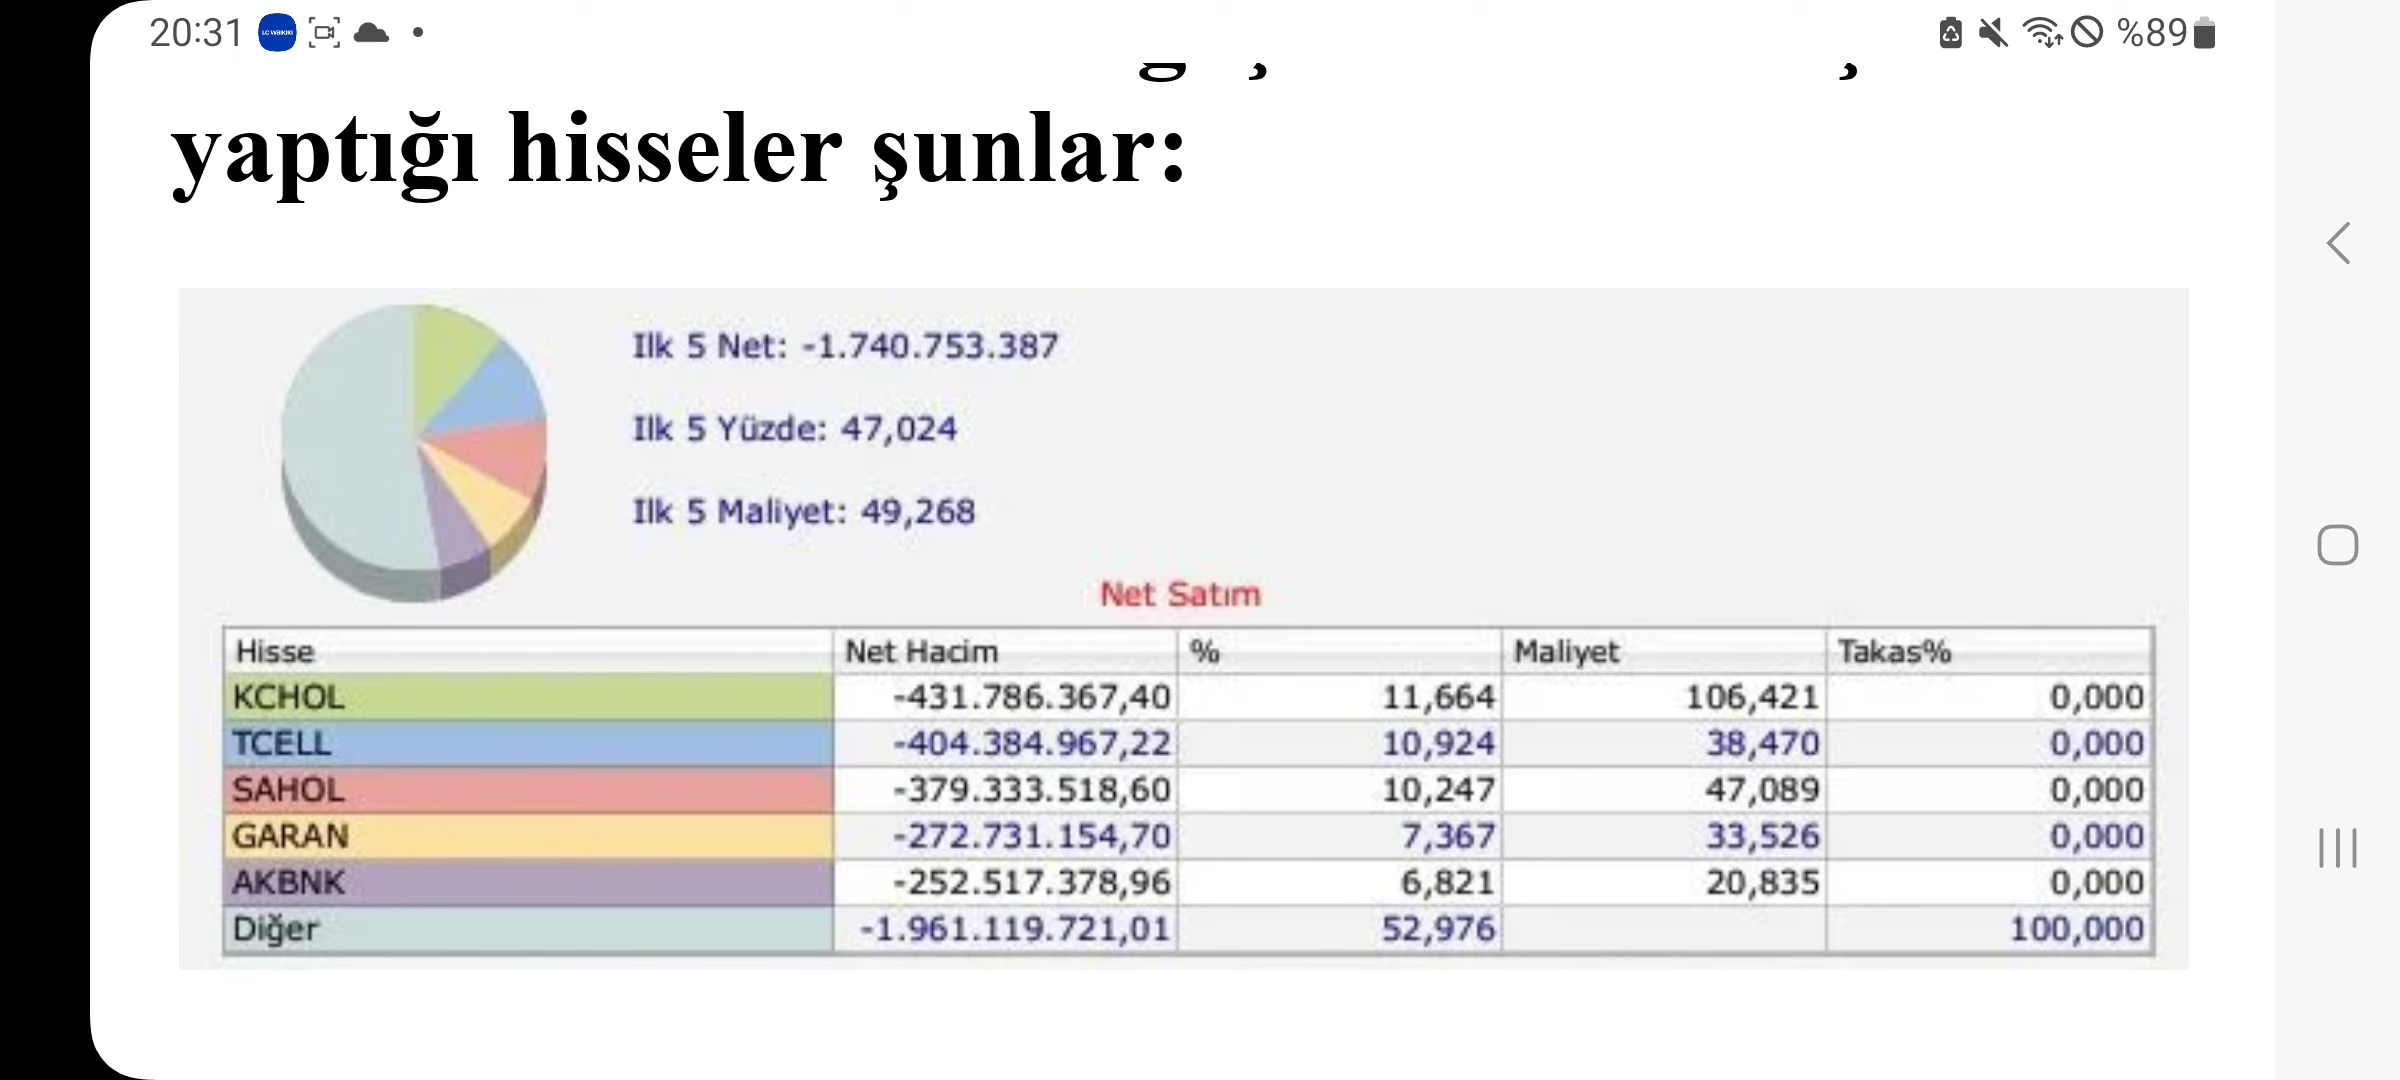 20:31 LC WAIKIKI %89
yaptığı hisseler şunlar:
Ilk 5 Net: -1.740.753.387
Ilk 5 Yüzde: 47,024
Ilk 5 Maliyet: 49,268
Net Satım
Hisse Net Hacim % Maliyet Takas%
KCHOL -431.786.367,40 11,664 106,421 0,000
TCELL -404.384.967,22 10,924 38,470 0,000
SAHOL -379.333.518,60 10,247 47,089 0,000
GARAN -272.731.154,70 7,367 33,526 0,000
AKBNK -252.517.378,96 6,821 20,835 0,000
Diğer -1.961.119.721,01 52,976 100,000